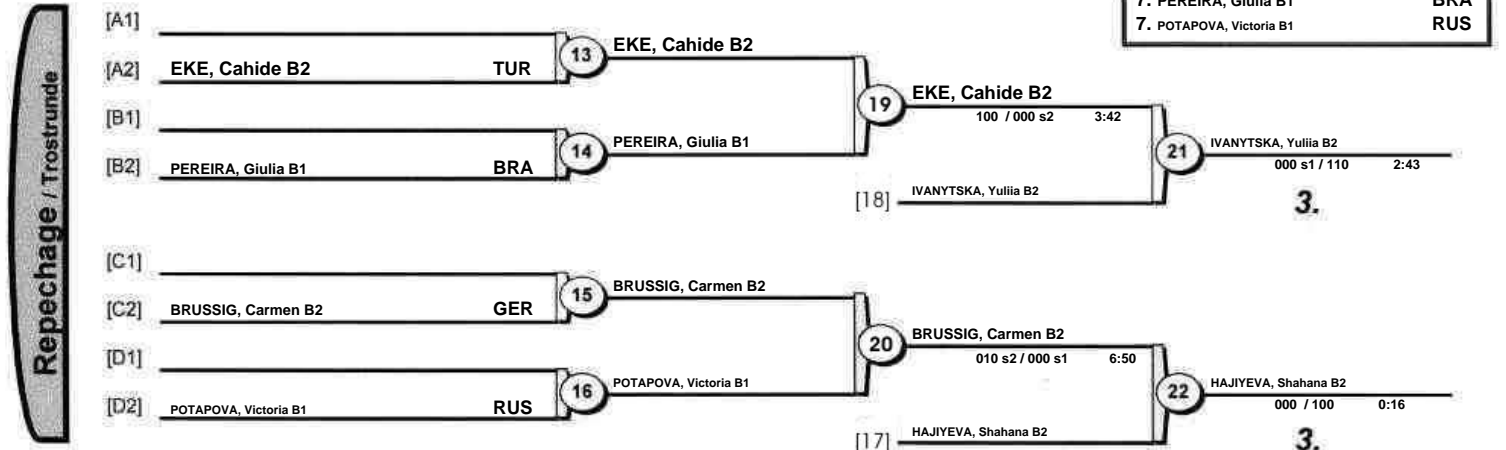 7. PEREIRA, Giulia B1 BRA
7. POTAPOVA, Victoria B1 RUS
Repechage / Trostrunde
[A1]
[A2] EKE, Cahide B2 TUR
13
EKE, Cahide B2
[B1]
[B2] PEREIRA, Giulia B1 BRA
14
PEREIRA, Giulia B1
19
EKE, Cahide B2
100 / 000 s2 3:42
[18] IVANYTSKA, Yuliia B2
21
IVANYTSKA, Yuliia B2
000 s1 / 110 2:43
3.
[C1]
[C2] BRUSSIG, Carmen B2 GER
15
BRUSSIG, Carmen B2
[D1]
[D2] POTAPOVA, Victoria B1 RUS
16
POTAPOVA, Victoria B1
20
BRUSSIG, Carmen B2
010 s2 / 000 s1 6:50
[17] HAJIYEVA, Shahana B2
22
HAJIYEVA, Shahana B2
000 / 100 0:16
3.